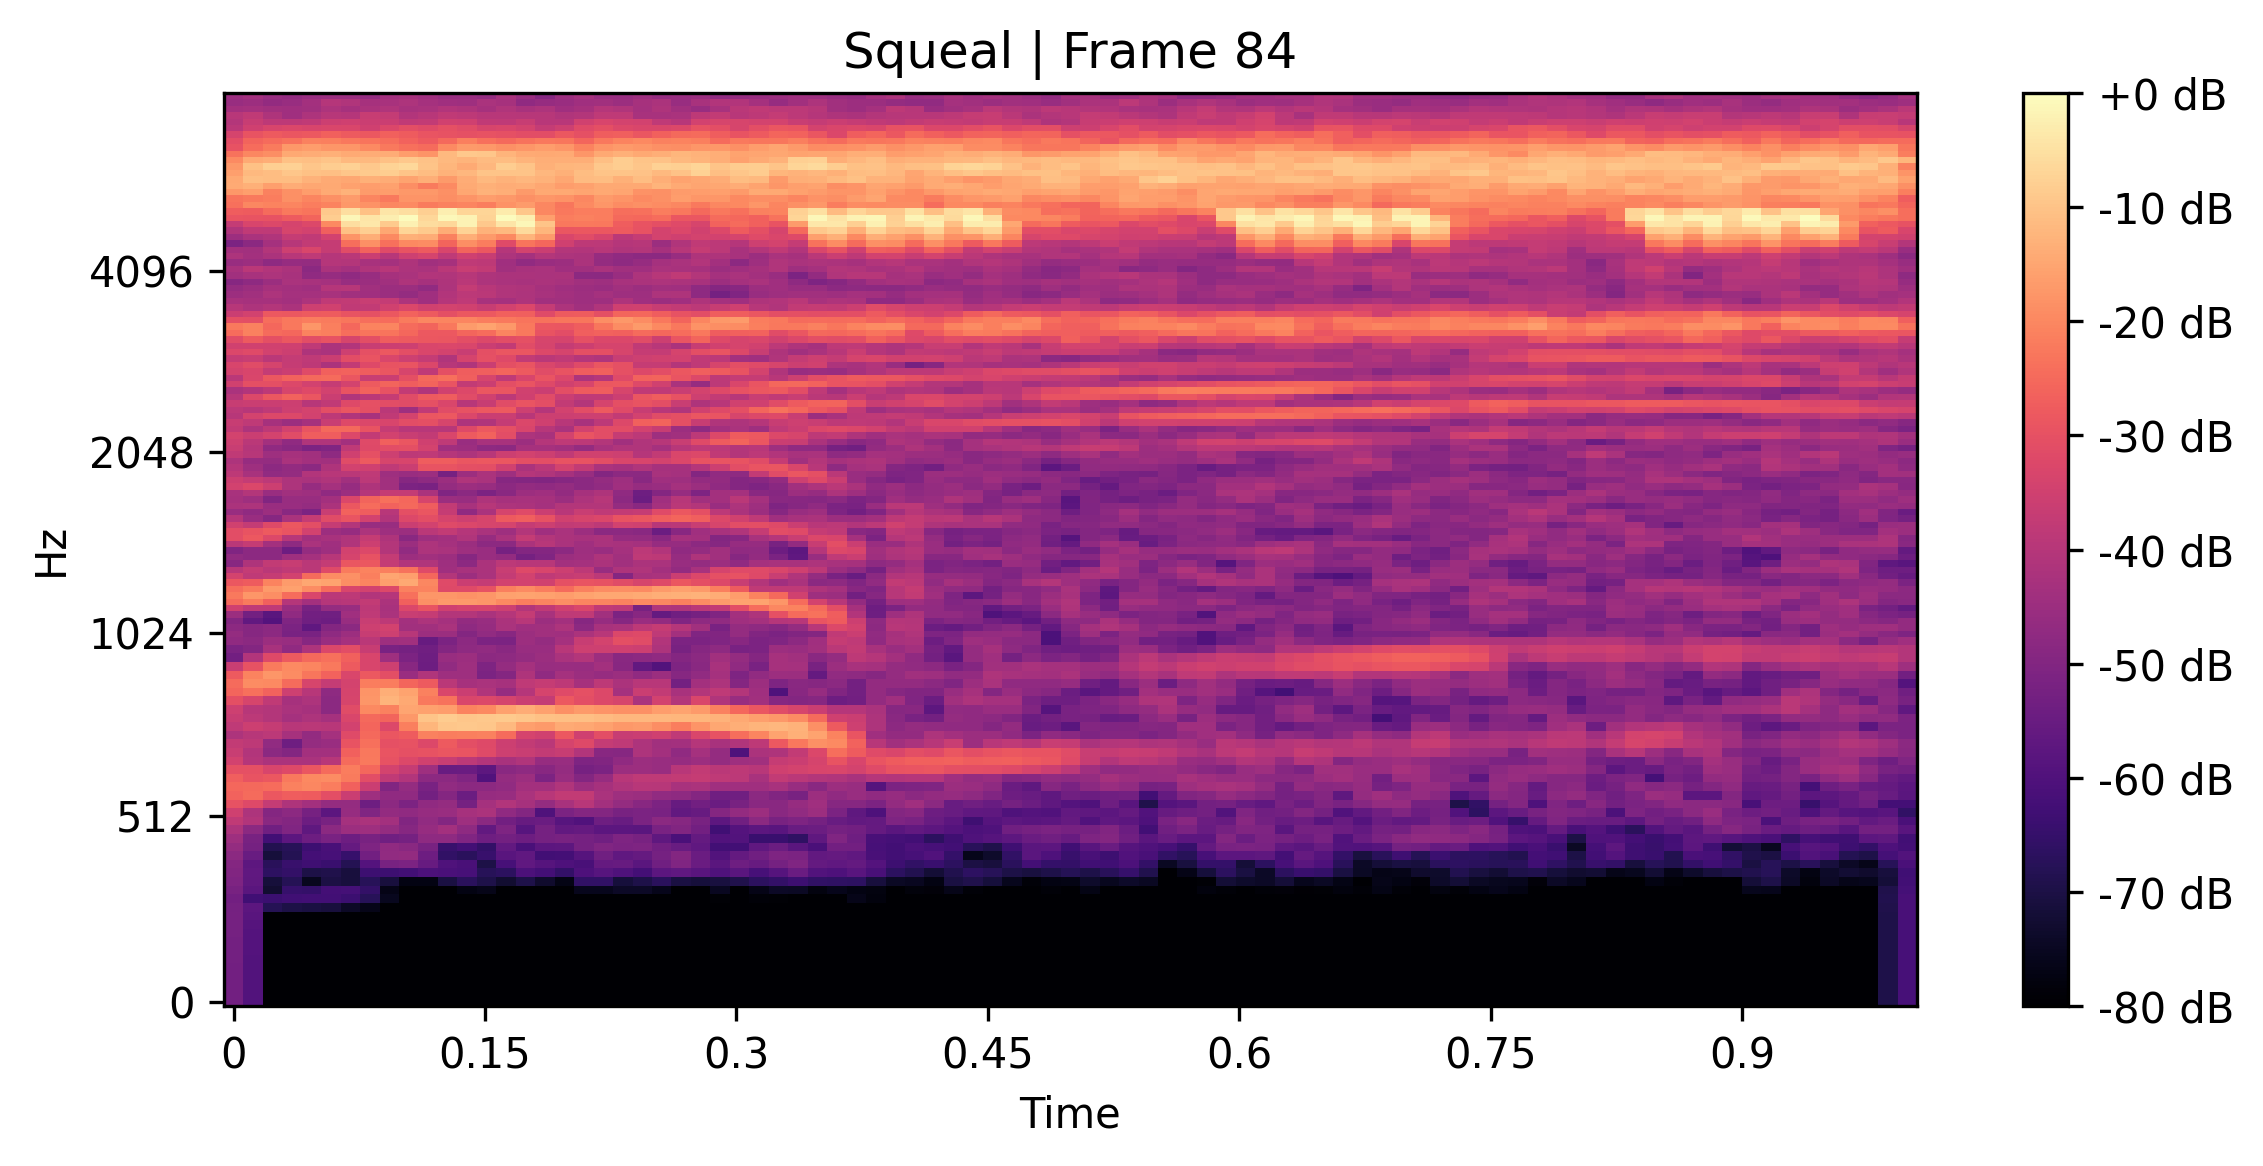 Squeal | Frame 84
+0 dB
-10 dB
-20 dB
-30 dB
-40 dB
-50 dB
-60 dB
-70 dB
-80 dB
Hz
4096
2048
1024
512
0
0 0.15 0.3 0.45 0.6 0.75 0.9
Time